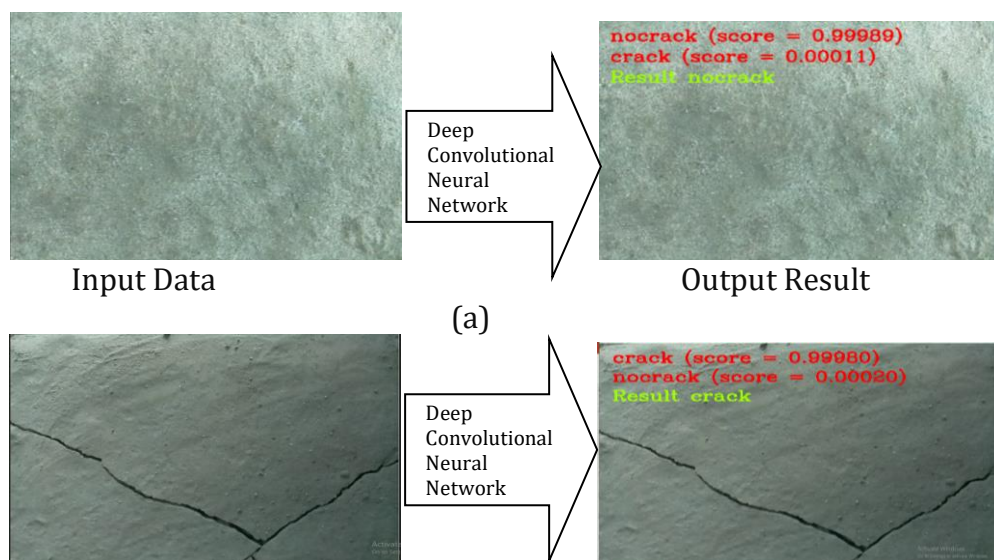 nocrack (score = 0.99989)
crack (score = 0.00011)
Result nocrack
Deep
Convolutional
Neural
Network
Input Data
Output Result
(a)
crack (score = 0.99980)
nocrack (score = 0.00020)
Result crack
Deep
Convolutional
Neural
Network